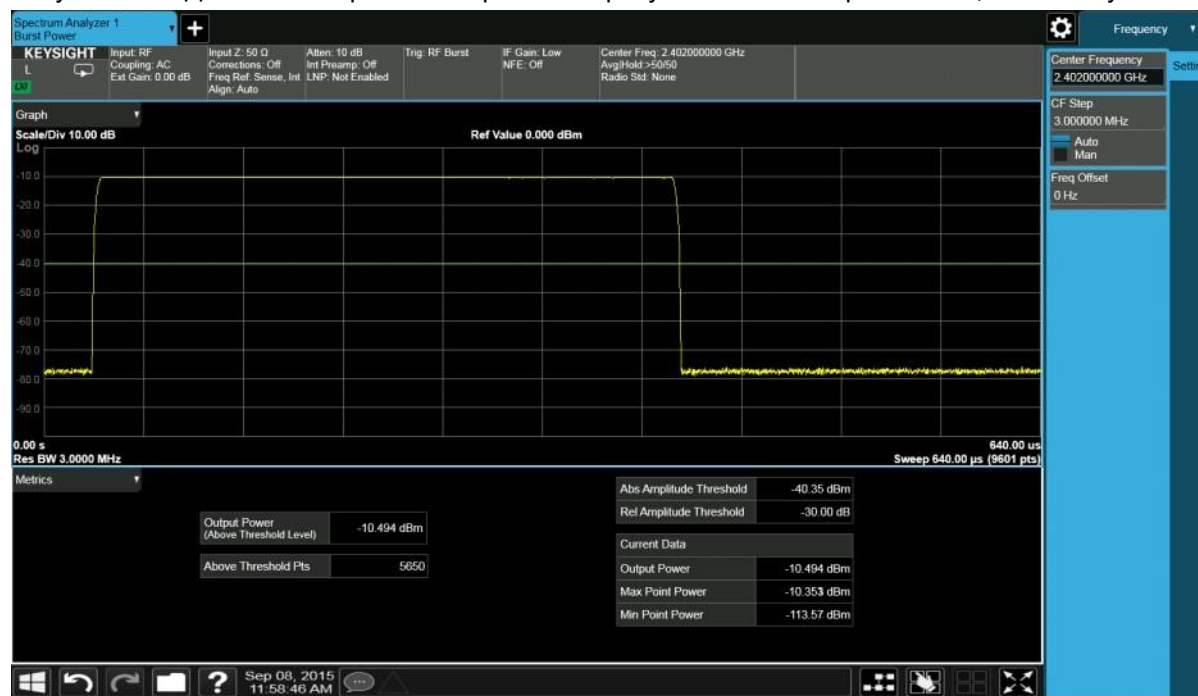 Spectrum Analyzer 1
Burst Power
+
Frequency
KEYSIGHT
L
Input: RF
Coupling: AC
Ext Gain: 0.00 dB
Input Z: 50 Ω
Corrections: Off
Freq Ref: Sense, Int
Align: Auto
Atten: 10 dB
Int Preamp: Off
LNP: Not Enabled
Trig: RF Burst
IF Gain: Low
NFE: Off
Center Freq: 2.402000000 GHz
Avg|Hold:>50/50
Radio Std: None
Center Frequency
2.402000000 GHz
CF Step
3.000000 MHz
Auto
Man
Freq Offset
0 Hz
Graph
Scale/Div 10.00 dB
Ref Value 0.000 dBm
Log
-10.0
-20.0
-30.0
-40.0
-50.0
-60.0
-70.0
-80.0
-90.0
0.00 s
640.00 us
Res BW 3.0000 MHz
Sweep 640.00 µs (9601 pts)
Metrics
Output Power
(Above Threshold Level)
-10.494 dBm
Above Threshold Pts
5650
Abs Amplitude Threshold
-40.35 dBm
Rel Amplitude Threshold
-30.00 dB
Current Data
Output Power
-10.494 dBm
Max Point Power
-10.353 dBm
Min Point Power
-113.57 dBm
?
Sep 08, 2015
11:58:46 AM